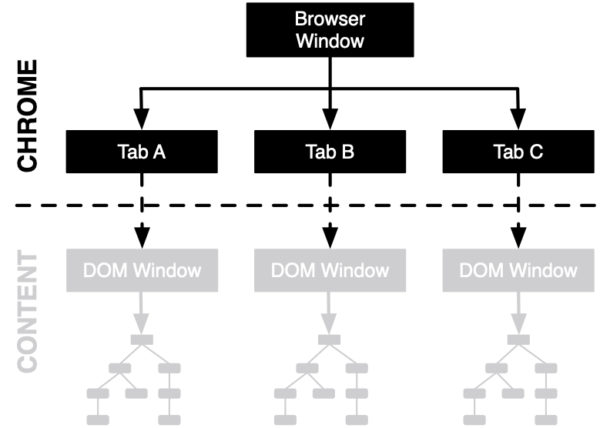 Browser
Window
CHROME
Tab A
Tab B
Tab C
CONTENT
DOM Window
DOM Window
DOM Window